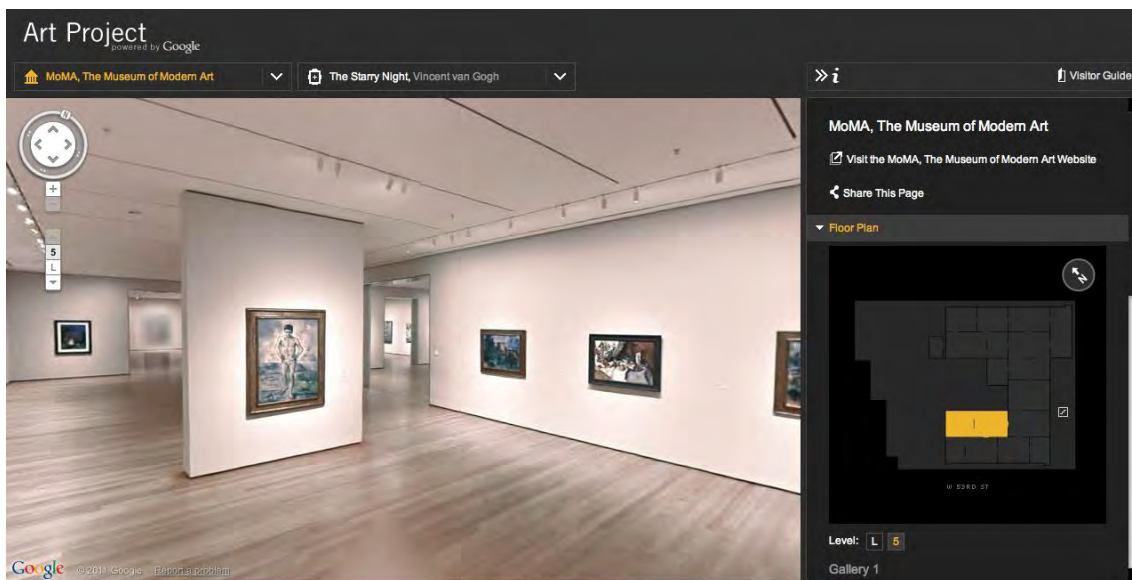 Art Project
powered by Google
MoMA, The Museum of Modern Art
The Starry Night, Vincent van Gogh
i
Visitor Guide
N
+
5
L
MoMA, The Museum of Modern Art
Visit the MoMA, The Museum of Modern Art Website
Share This Page
Floor Plan
N
W 53RD ST
Level: L 5
Gallery 1
Google © 2011 Google Report a problem